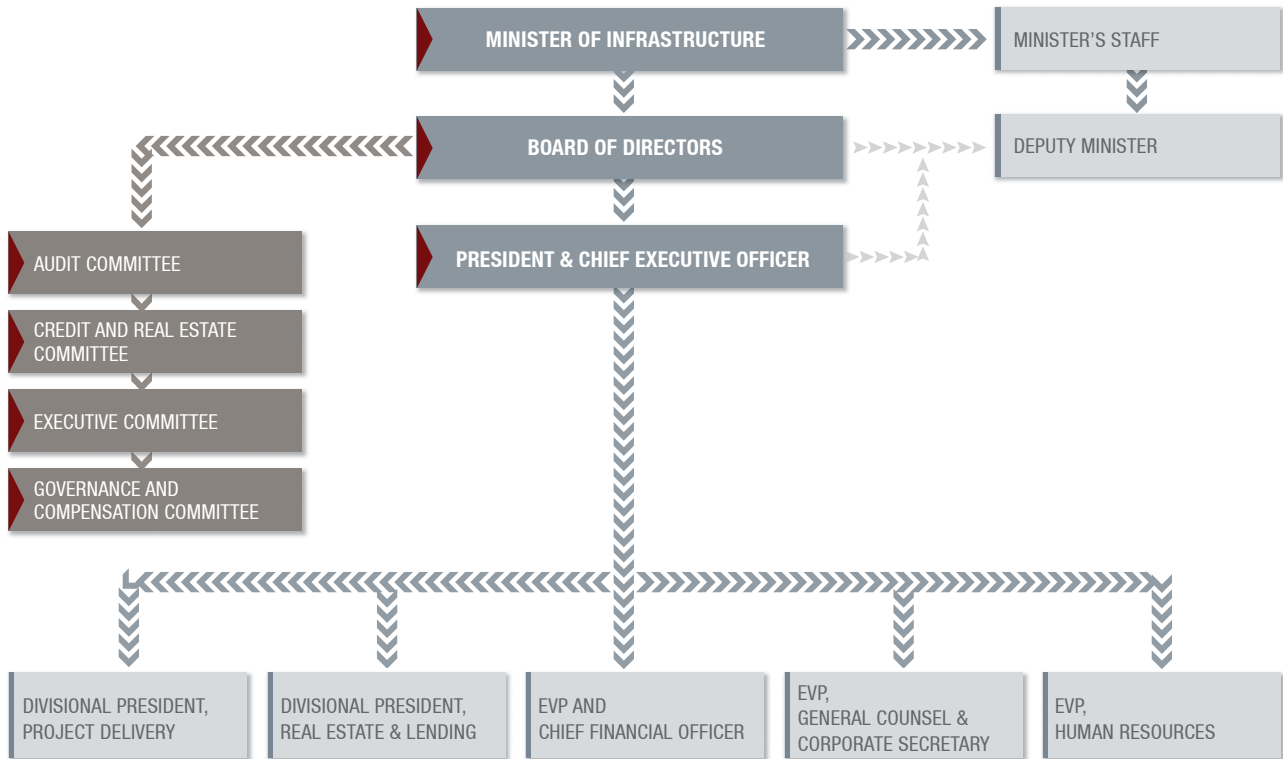 MINISTER OF INFRASTRUCTURE
MINISTER'S STAFF
BOARD OF DIRECTORS
DEPUTY MINISTER
PRESIDENT & CHIEF EXECUTIVE OFFICER
AUDIT COMMITTEE
CREDIT AND REAL ESTATE
COMMITTEE
EXECUTIVE COMMITTEE
GOVERNANCE AND
COMPENSATION COMMITTEE
DIVISIONAL PRESIDENT,
PROJECT DELIVERY
DIVISIONAL PRESIDENT,
REAL ESTATE & LENDING
EVP AND
CHIEF FINANCIAL OFFICER
EVP,
GENERAL COUNSEL &
CORPORATE SECRETARY
EVP,
HUMAN RESOURCES